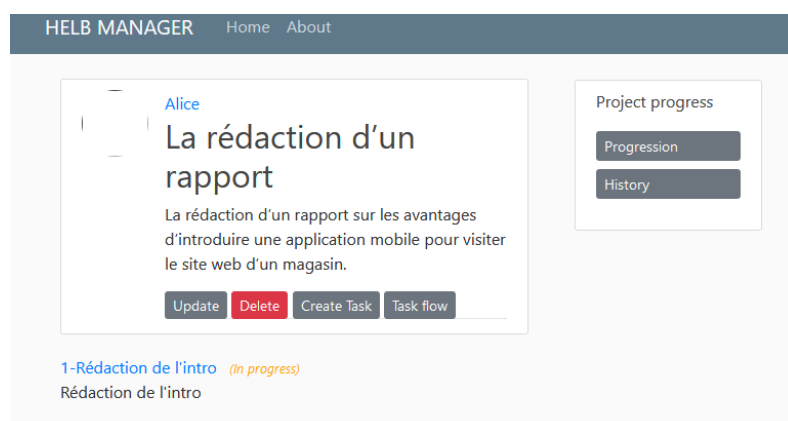 HELB MANAGER Home About
Alice
La rédaction d’un
rapport
La rédaction d’un rapport sur les avantages
d’introduire une application mobile pour visiter
le site web d’un magasin.
Update Delete Create Task Task flow
Project progress
Progression
History
1-Rédaction de l'intro (In progress)
Rédaction de l'intro